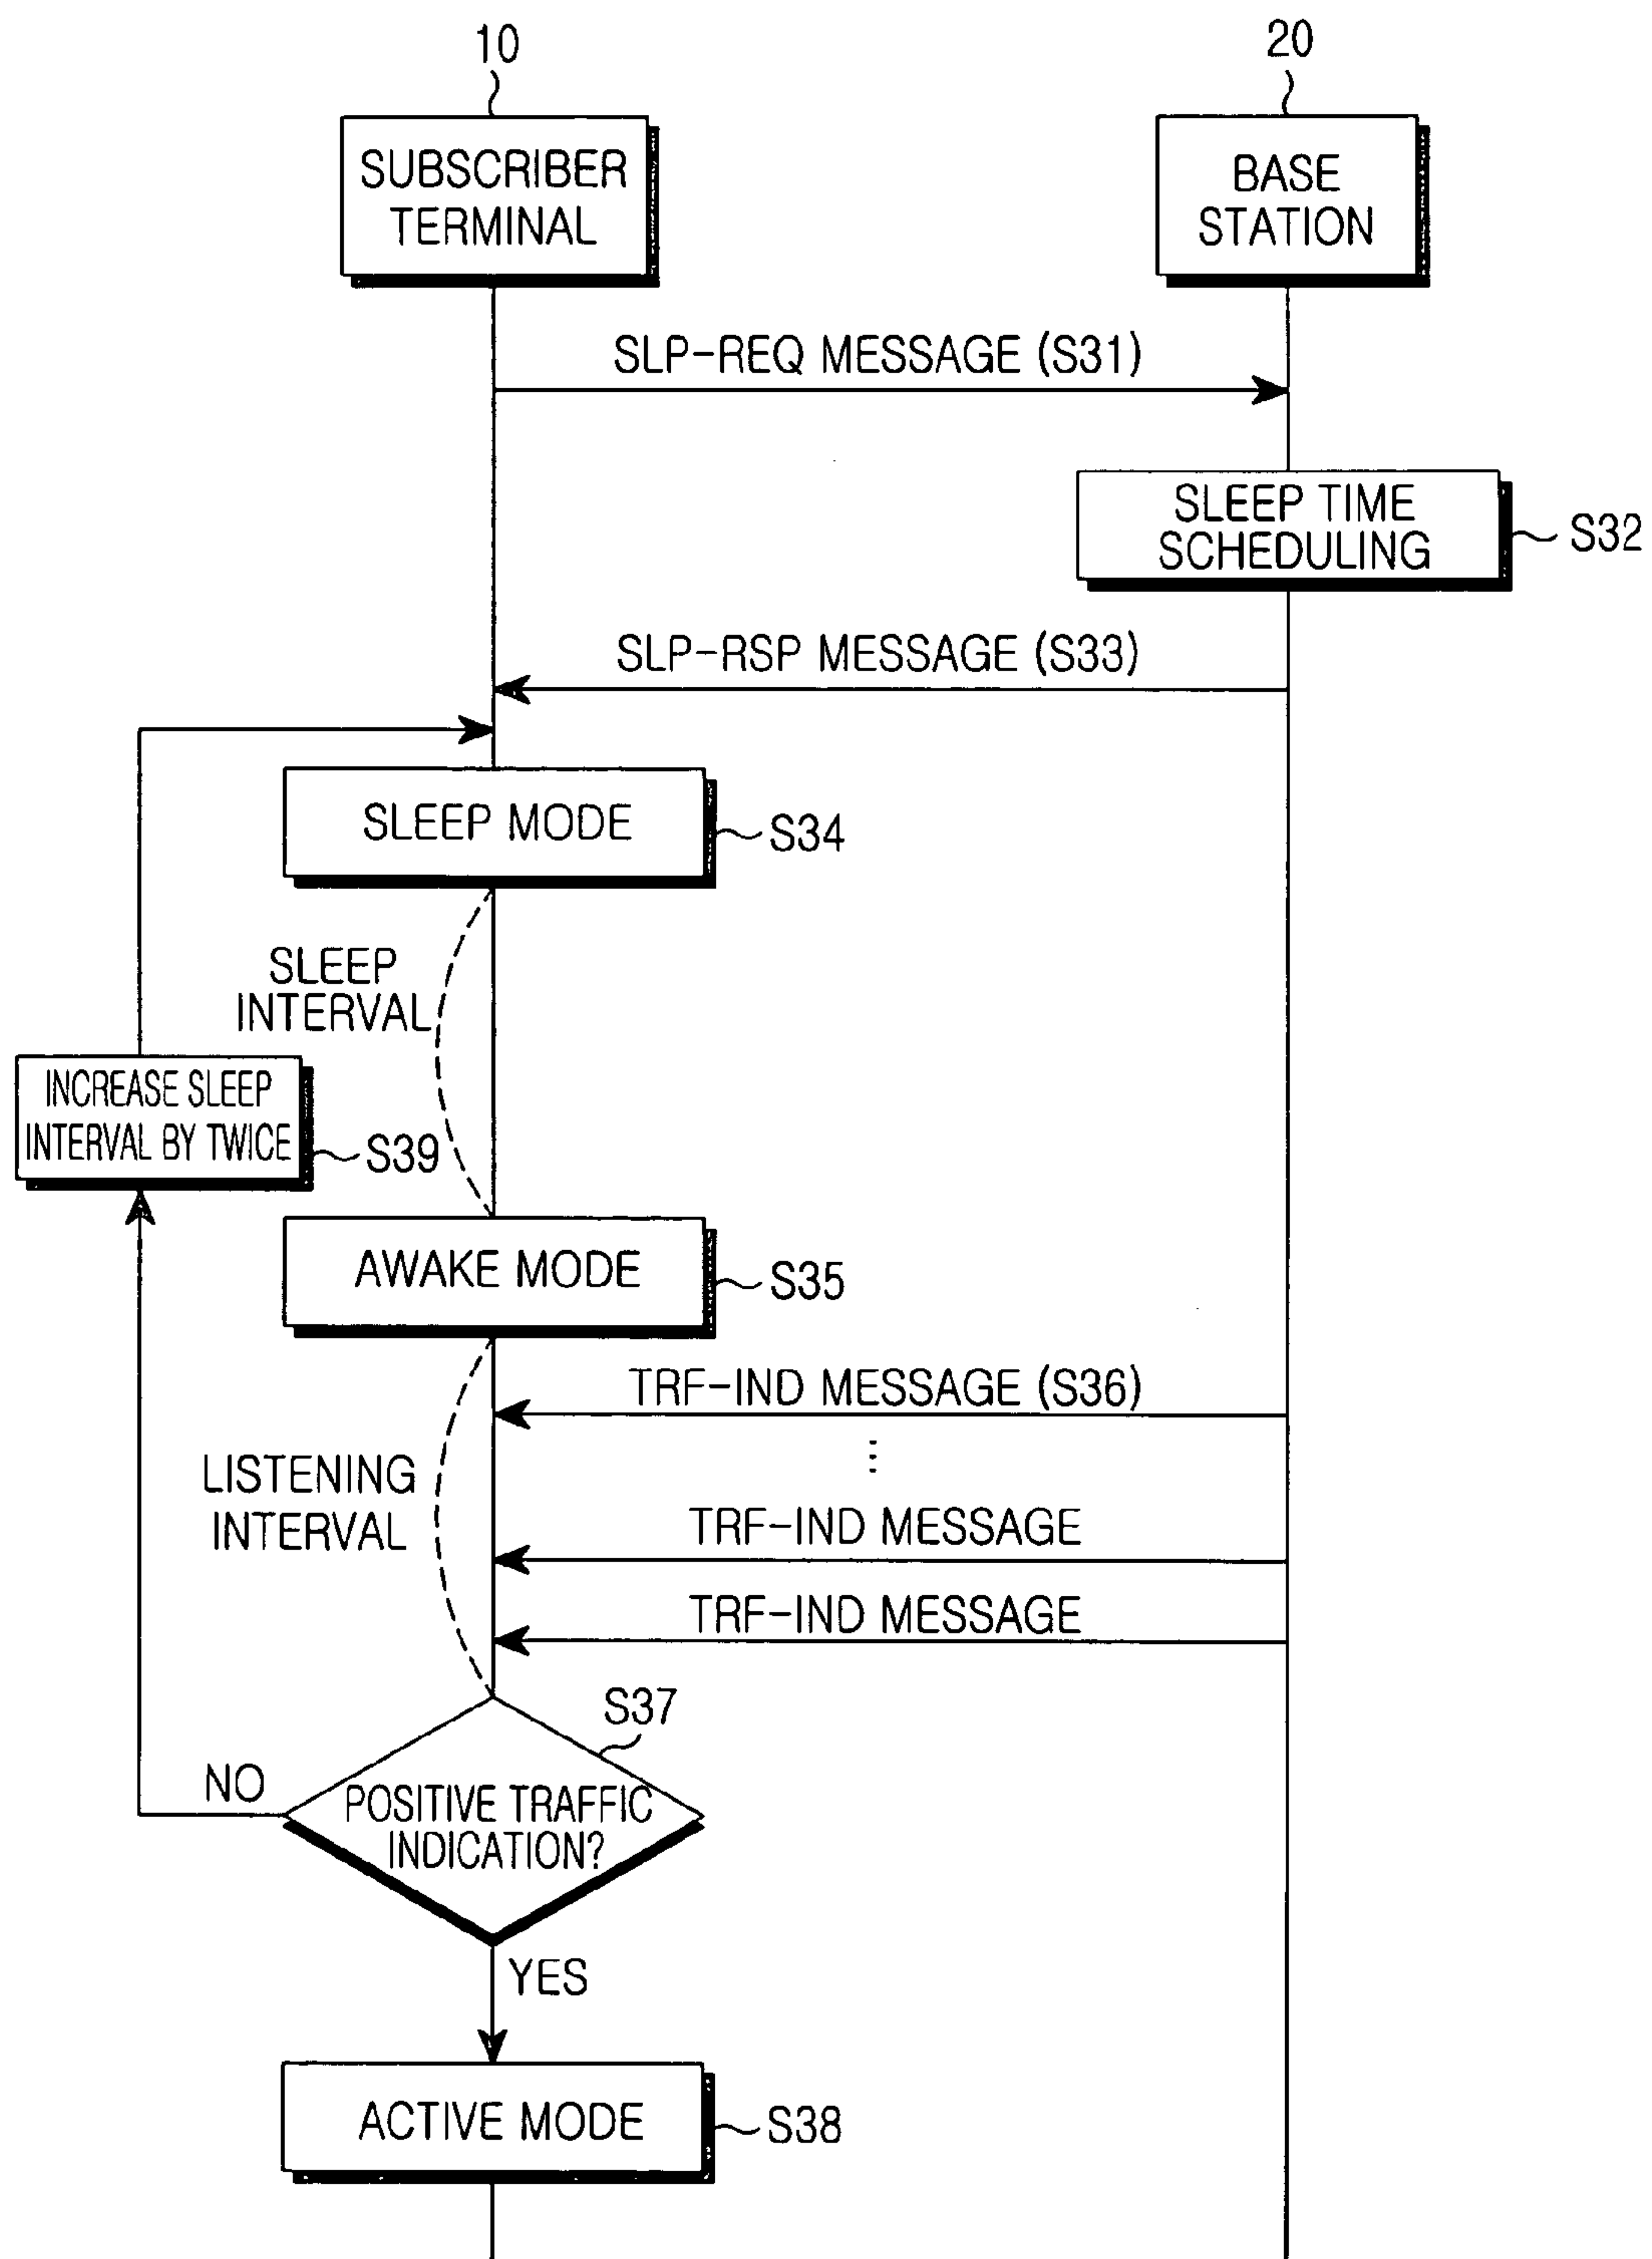 10
20
SUBSCRIBER
TERMINAL
BASE
STATION
SLP-REQ MESSAGE (S31)
SLEEP TIME
SCHEDULING
S32
SLP-RSP MESSAGE (S33)
SLEEP MODE
S34
SLEEP
INTERVAL
INCREASE SLEEP
INTERVAL BY TWICE
S39
AWAKE MODE
S35
TRF-IND MESSAGE (S36)
LISTENING
INTERVAL
TRF-IND MESSAGE
TRF-IND MESSAGE
S37
NO
POSITIVE TRAFFIC
INDICATION?
YES
ACTIVE MODE
S38